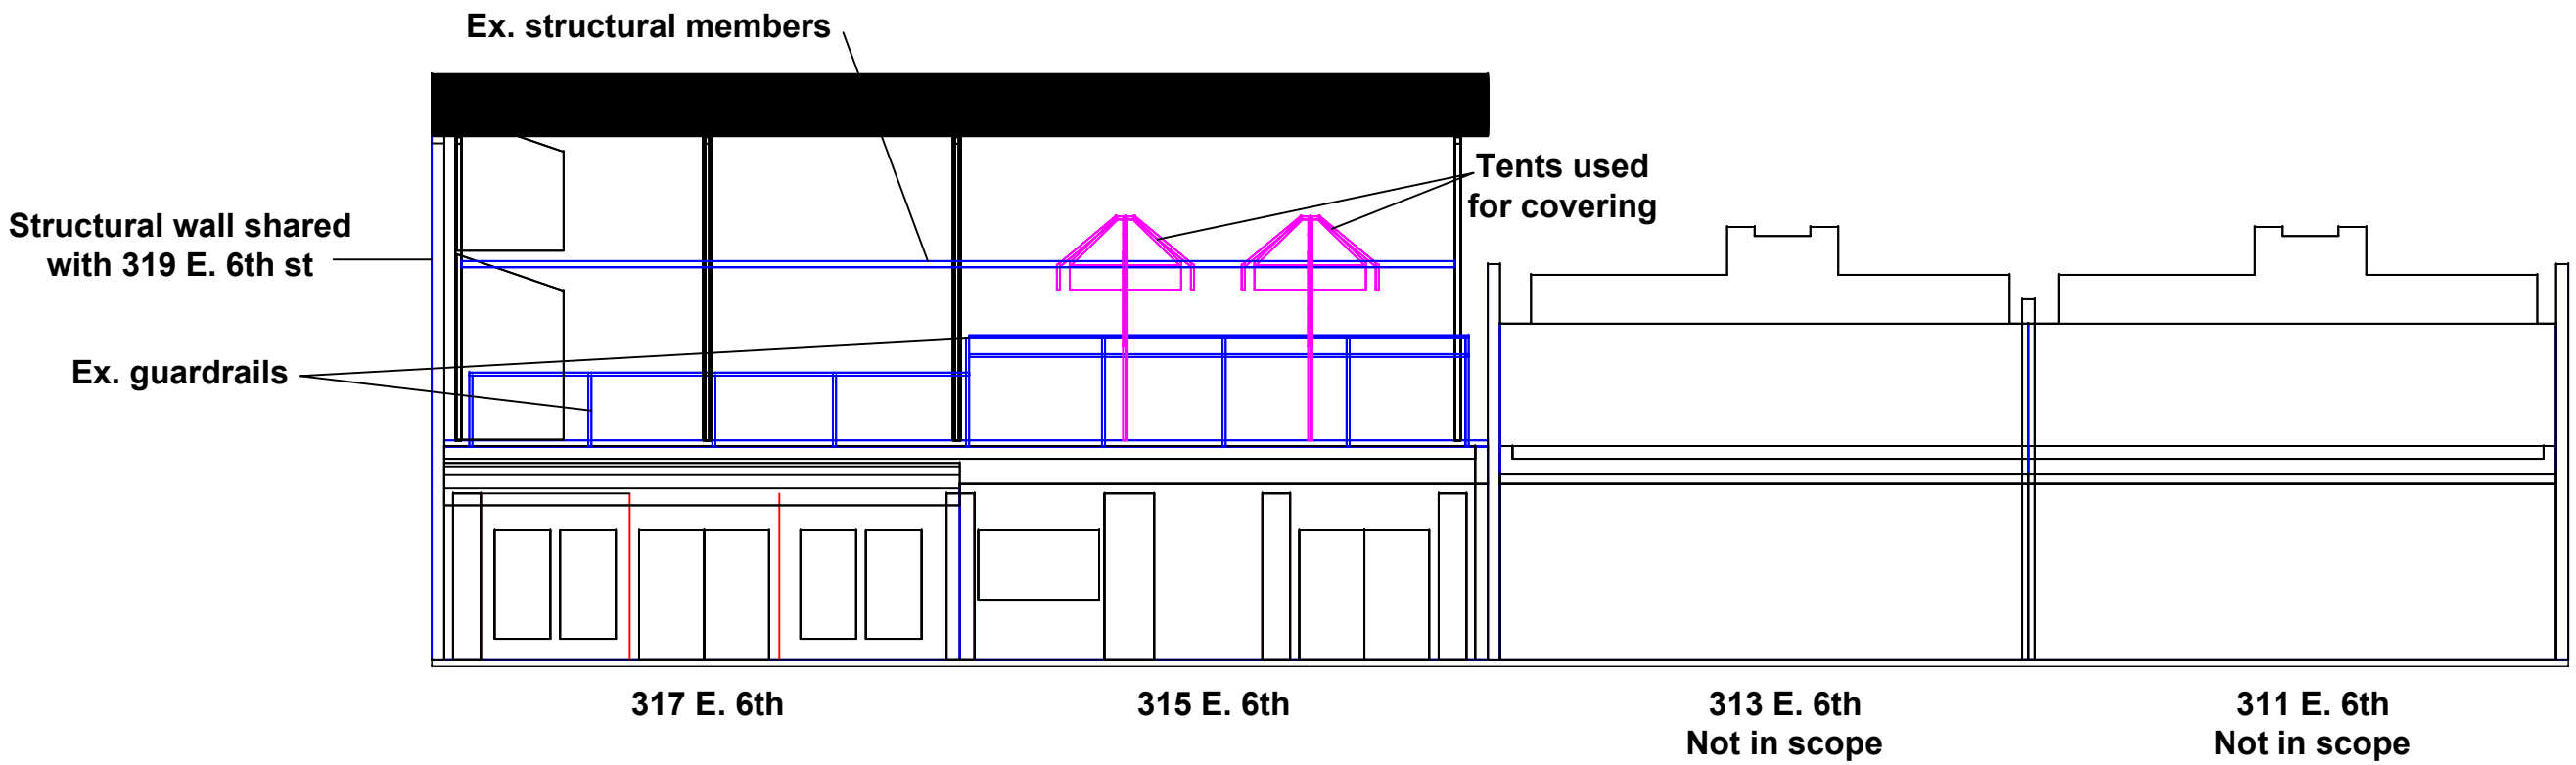 Ex. structural members
Tents used
for covering
Structural wall shared
with 319 E. 6th st
Ex. guardrails
317 E. 6th
315 E. 6th
313 E. 6th
Not in scope
311 E. 6th
Not in scope